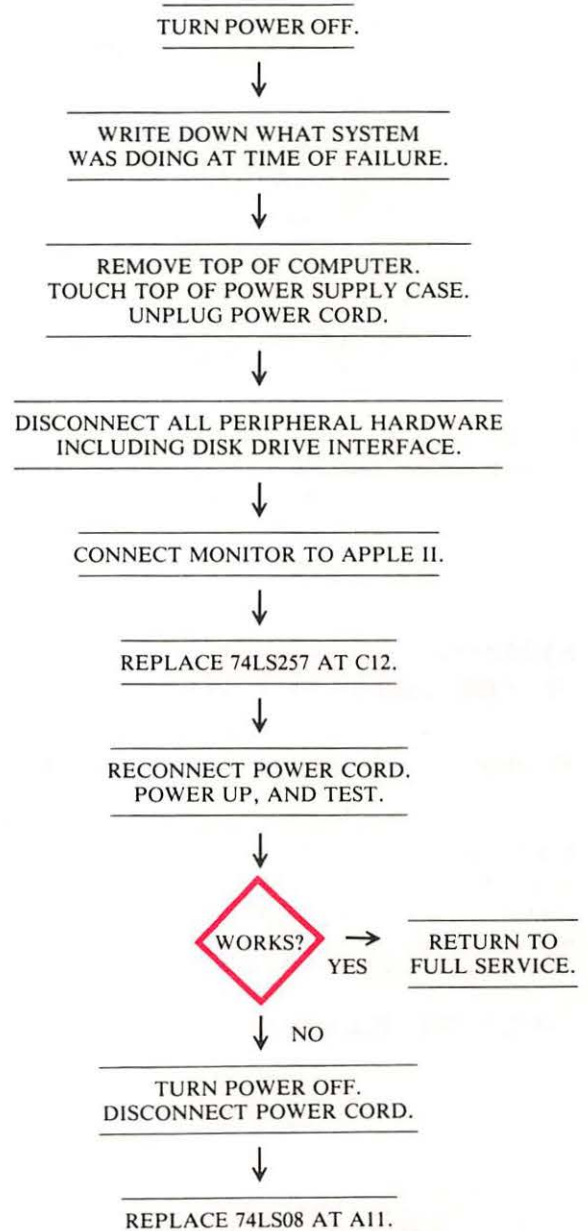 TURN POWER OFF.
WRITE DOWN WHAT SYSTEM
WAS DOING AT TIME OF FAILURE.
REMOVE TOP OF COMPUTER.
TOUCH TOP OF POWER SUPPLY CASE.
UNPLUG POWER CORD.
DISCONNECT ALL PERIPHERAL HARDWARE
INCLUDING DISK DRIVE INTERFACE.
CONNECT MONITOR TO APPLE II.
REPLACE 74LS257 AT C12.
RECONNECT POWER CORD.
POWER UP, AND TEST.
WORKS?
YES
RETURN TO
FULL SERVICE.
NO
TURN POWER OFF.
DISCONNECT POWER CORD.
REPLACE 74LS08 AT A11.